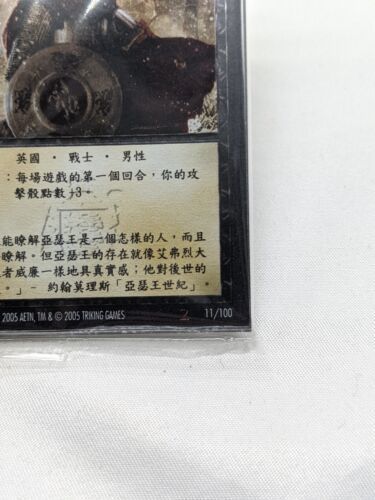 英國 · 戰士 · 男性
：每場遊戲的第一個回合，你的攻
擊骰點數+3。
能瞭解亞瑟王是一個怎樣的人，而且
瞭解。但亞瑟王的存在就像艾弗烈大
者威廉一樣地具真實感；他對後世的
。」－約翰莫理斯「亞瑟王世紀」。
2005 AETN, TM & © 2005 TRIKING GAMES
2 11/100